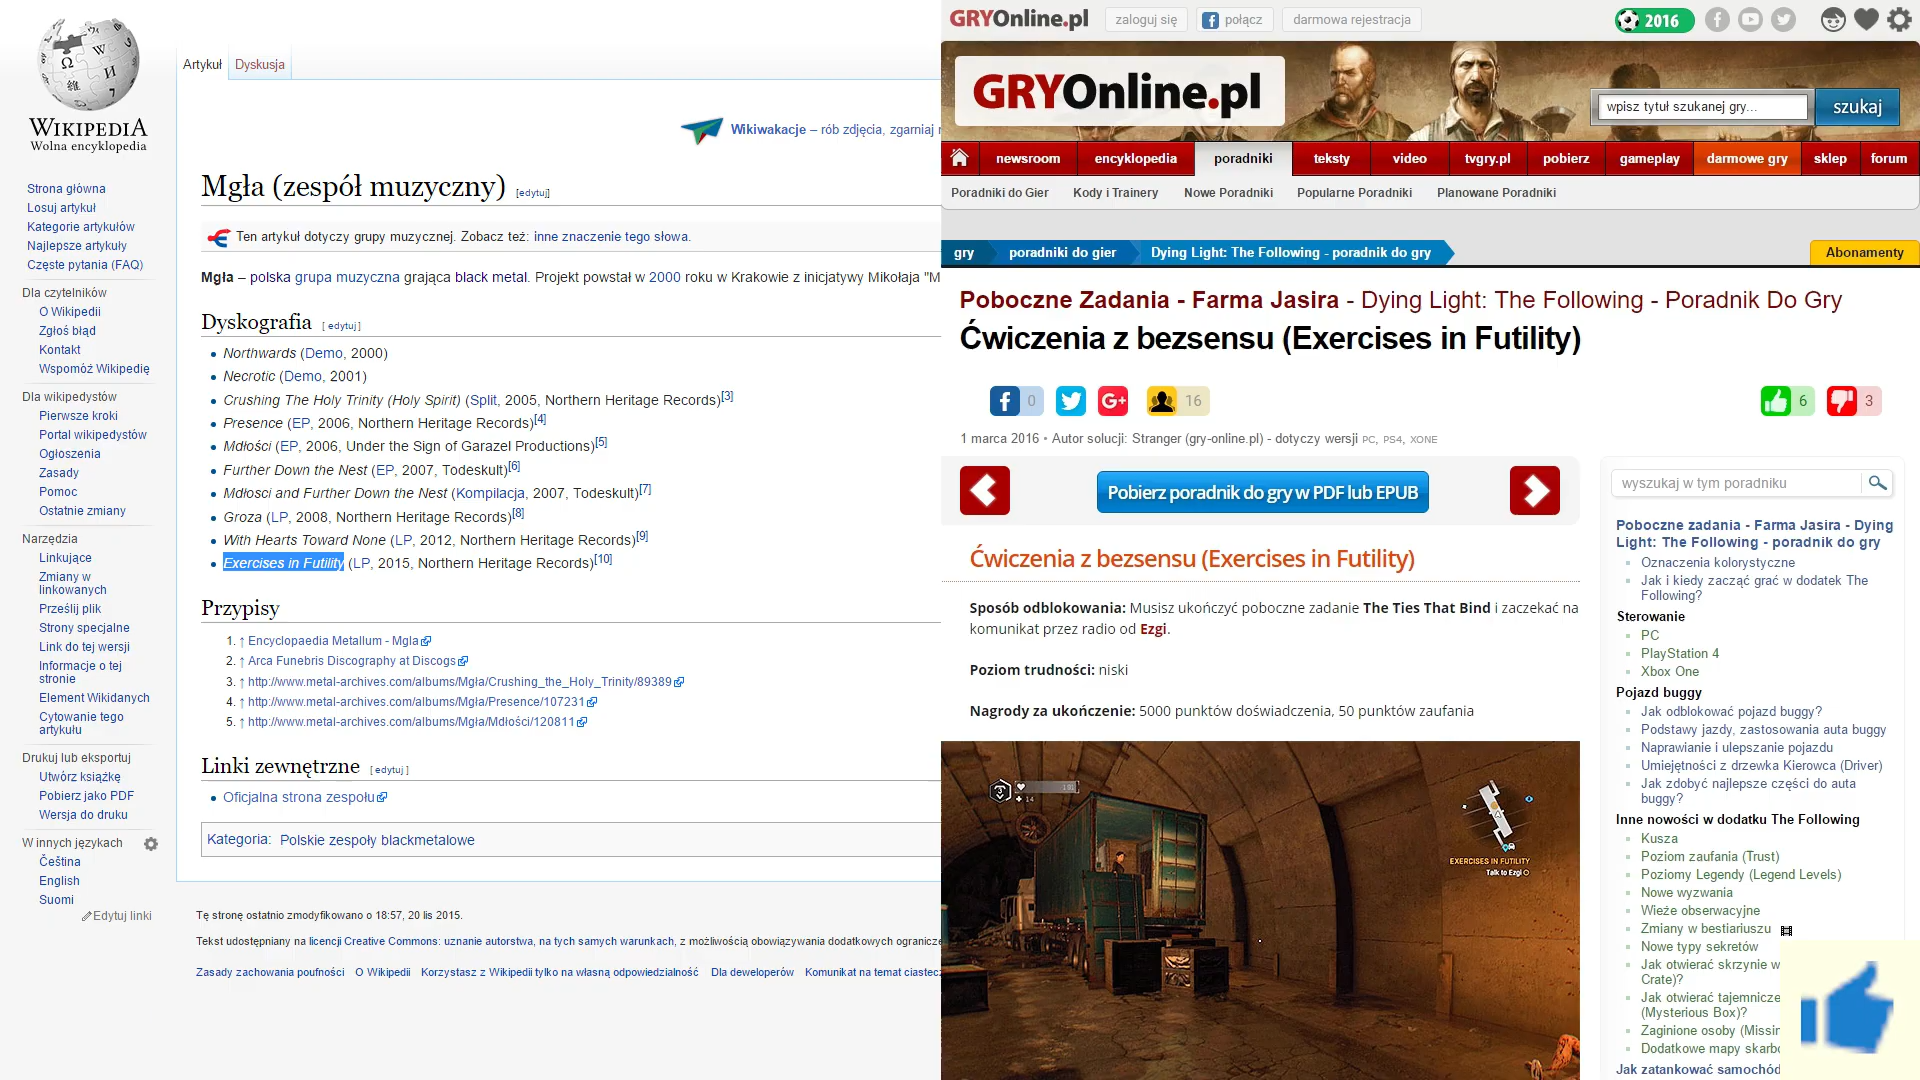 WIKIPEDIA
Wolna encyklopedia
Strona główna
Losuj artykuł
Kategorie artykułów
Najlepsze artykuły
Częste pytania (FAQ)
Dla czytelników
O Wikipedii
Zgłoś błąd
Kontakt
Wspomóż Wikipedię
Dla wikipedystów
Pierwsze kroki
Portal wikipedystów
Ogłoszenia
Zasady
Pomoc
Ostatnie zmiany
Narzędzia
Linkujące
Zmiany w
linkowanych
Prześlij plik
Strony specjalne
Link do tej wersji
Informacje o tej
stronie
Element Wikidanych
Cytowanie tego
artykułu
Drukuj lub eksportuj
Utwórz książkę
Pobierz jako PDF
Wersja do druku
W innych językach
Čeština
English
Suomi
Edytuj linki
Artykuł Dyskusja
Wikiwakacje – rób zdjęcia, zgarniaj
Mgła (zespół muzyczny) [edytuj]
Ten artykuł dotyczy grupy muzycznej. Zobacz też: inne znaczenie tego słowa.
Mgła – polska grupa muzyczna grająca black metal. Projekt powstał w 2000 roku w Krakowie z inicjatywy Mikołaja "M
Dyskografia [ edytuj ]
Northwards (Demo, 2000)
Necrotic (Demo, 2001)
Crushing The Holy Trinity (Holy Spirit) (Split, 2005, Northern Heritage Records)[3]
Presence (EP, 2006, Northern Heritage Records)[4]
Mdłości (EP, 2006, Under the Sign of Garazel Productions)[5]
Further Down the Nest (EP, 2007, Todeskult)[6]
Mdłosci and Further Down the Nest (Kompilacja, 2007, Todeskult)[7]
Groza (LP, 2008, Northern Heritage Records)[8]
With Hearts Toward None (LP, 2012, Northern Heritage Records)[9]
Exercises in Futility (LP, 2015, Northern Heritage Records)[10]
Przypisy
1. ↑ Encyclopaedia Metallum - Mgla
2. ↑ Arca Funebris Discography at Discogs
3. ↑ http://www.metal-archives.com/albums/Mgła/Crushing_the_Holy_Trinity/89389
4. ↑ http://www.metal-archives.com/albums/Mgła/Presence/107231
5. ↑ http://www.metal-archives.com/albums/Mgła/Mdłości/120811
Linki zewnętrzne [ edytuj ]
Oficjalna strona zespołu
Kategoria: Polskie zespoły blackmetalowe
Tę stronę ostatnio zmodyfikowano o 18:57, 20 lis 2015.
Tekst udostępniany na licencji Creative Commons: uznanie autorstwa, na tych samych warunkach, z możliwością obowiązywania dodatkowych ogranicze
Zasady zachowania poufności O Wikipedii Korzystasz z Wikipedii tylko na własną odpowiedzialność Dla deweloperów Komunikat na temat ciastecz
GRYOnline.pl zaloguj się połącz darmowa rejestracja 2016
GRYOnline.pl
wpisz tytuł szukanej gry... szukaj
newsroom encyklopedia poradniki teksty video tvgry.pl pobierz gameplay darmowe gry sklep forum
Poradniki do Gier Kody i Trainery Nowe Poradniki Popularne Poradniki Planowane Poradniki
gry poradniki do gier Dying Light: The Following - poradnik do gry Abonamenty
Poboczne Zadania - Farma Jasira - Dying Light: The Following - Poradnik Do Gry
Ćwiczenia z bezsensu (Exercises in Futility)
0 G+ 16 6 3
1 marca 2016 • Autor solucji: Stranger (gry-online.pl) - dotyczy wersji PC, PS4, XONE
Pobierz poradnik do gry w PDF lub EPUB
Ćwiczenia z bezsensu (Exercises in Futility)
Sposób odblokowania: Musisz ukończyć poboczne zadanie The Ties That Bind i zaczekać na
komunikat przez radio od Ezgi.
Poziom trudności: niski
Nagrody za ukończenie: 5000 punktów doświadczenia, 50 punktów zaufania
14
EXERCISES IN FUTILITY
Talk to Ezgi
wyszukaj w tym poradniku
Poboczne zadania - Farma Jasira - Dying
Light: The Following - poradnik do gry
Oznaczenia kolorystyczne
Jak i kiedy zacząć grać w dodatek The
Following?
Sterowanie
PC
PlayStation 4
Xbox One
Pojazd buggy
Jak odblokować pojazd buggy?
Podstawy jazdy, zastosowania auta buggy
Naprawianie i ulepszanie pojazdu
Umiejętności z drzewka Kierowca (Driver)
Jak zdobyć najlepsze części do auta
buggy?
Inne nowości w dodatku The Following
Kusza
Poziom zaufania (Trust)
Poziomy Legendy (Legend Levels)
Nowe wyzwania
Wieże obserwacyjne
Zmiany w bestiariuszu
Nowe typy sekretów
Jak otwierać skrzynie w
Crate)?
Jak otwierać tajemnicze
(Mysterious Box)?
Zaginione osoby (Missin
Dodatkowe mapy skarbó
Jak zatankować samochód